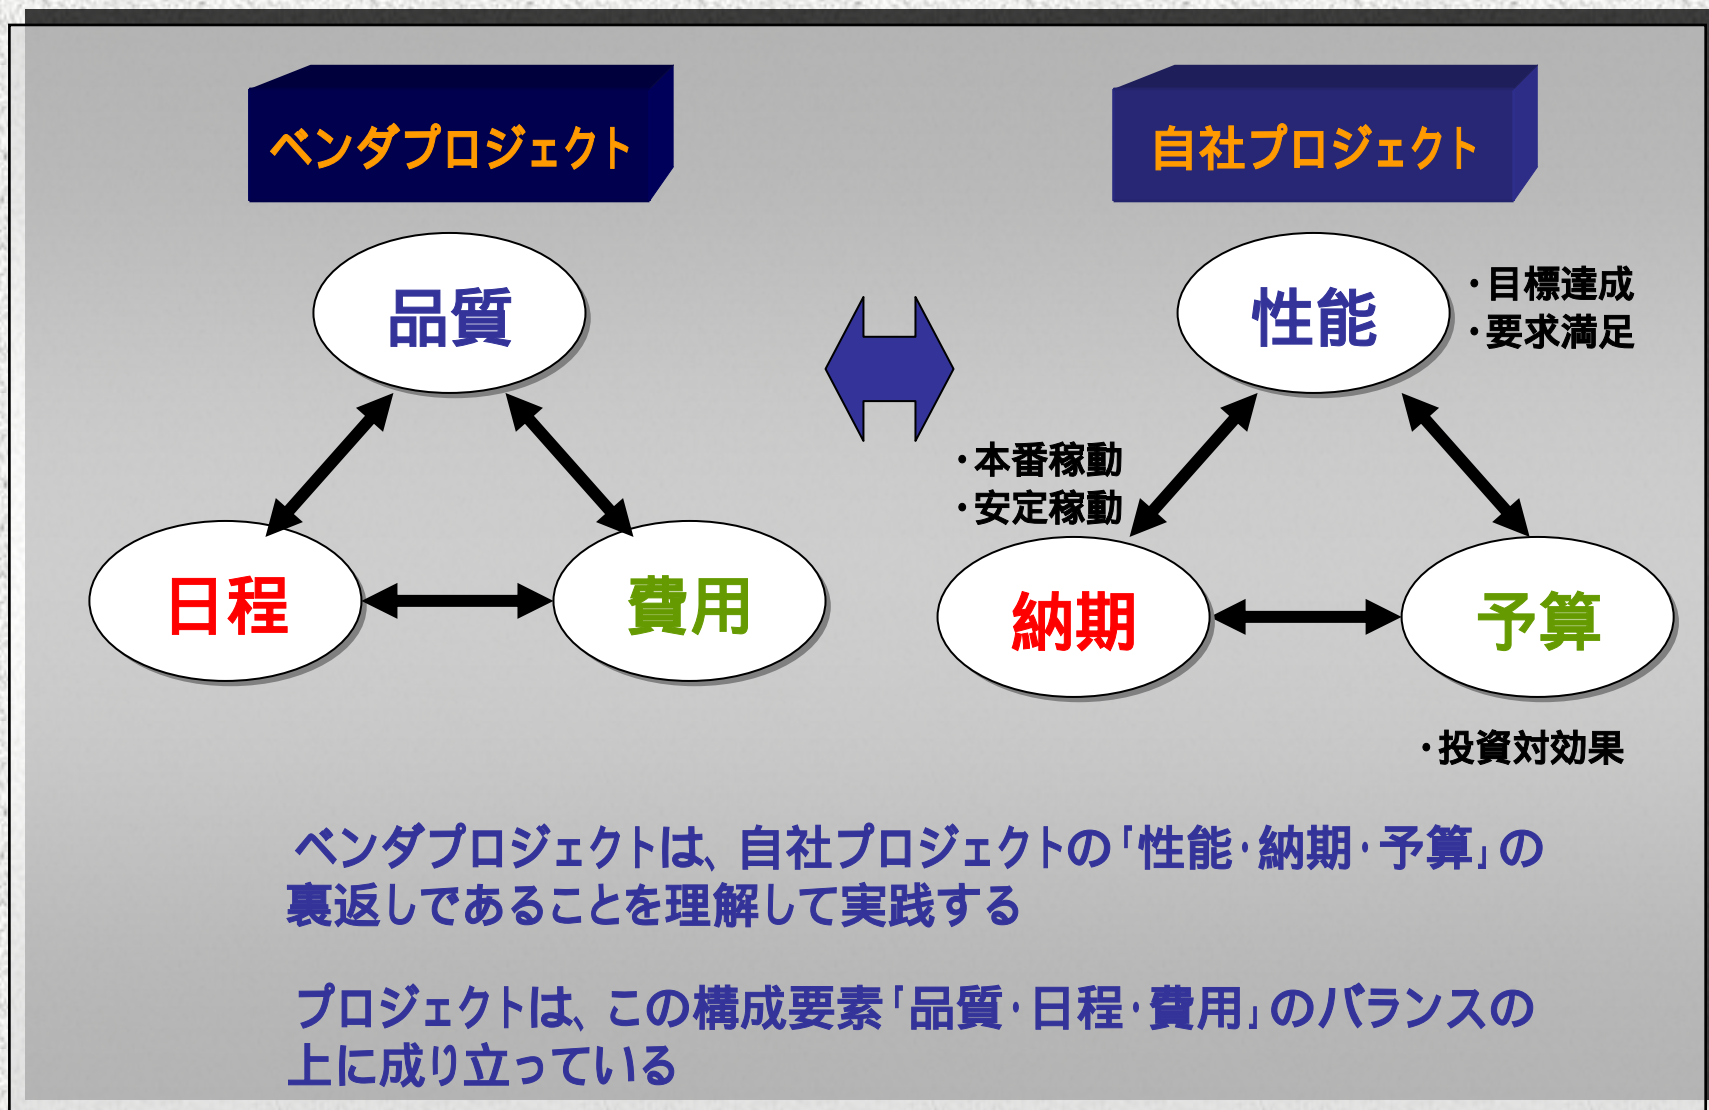 ベンダプロジェクト
自社プロジェクト
品質
日程
費用
性能
・目標達成
・要求満足
・本番稼動
・安定稼動
納期
予算
・投資対効果
ベンダプロジェクトは、自社プロジェクトの「性能・納期・予算」の
裏返しであることを理解して実践する
プロジェクトは、この構成要素「品質・日程・費用」のバランスの
上に成り立っている